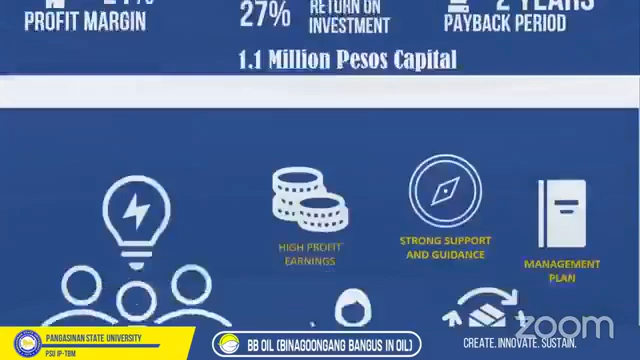 PROFIT MARGIN
27%
RETURN ON
INVESTMENT
2 YEARS
PAYBACK PERIOD
1.1 Million Pesos Capital
HIGH PROFIT
EARNINGS
STRONG SUPPORT
AND GUIDANCE
MANAGEMENT
PLAN
PANGASINAN STATE UNIVERSITY
PSU IP-TBM
BB OIL (BINAGOONGANG BANGUS IN OIL)
CREATE. INNOVATE. SUSTAIN.
zoom